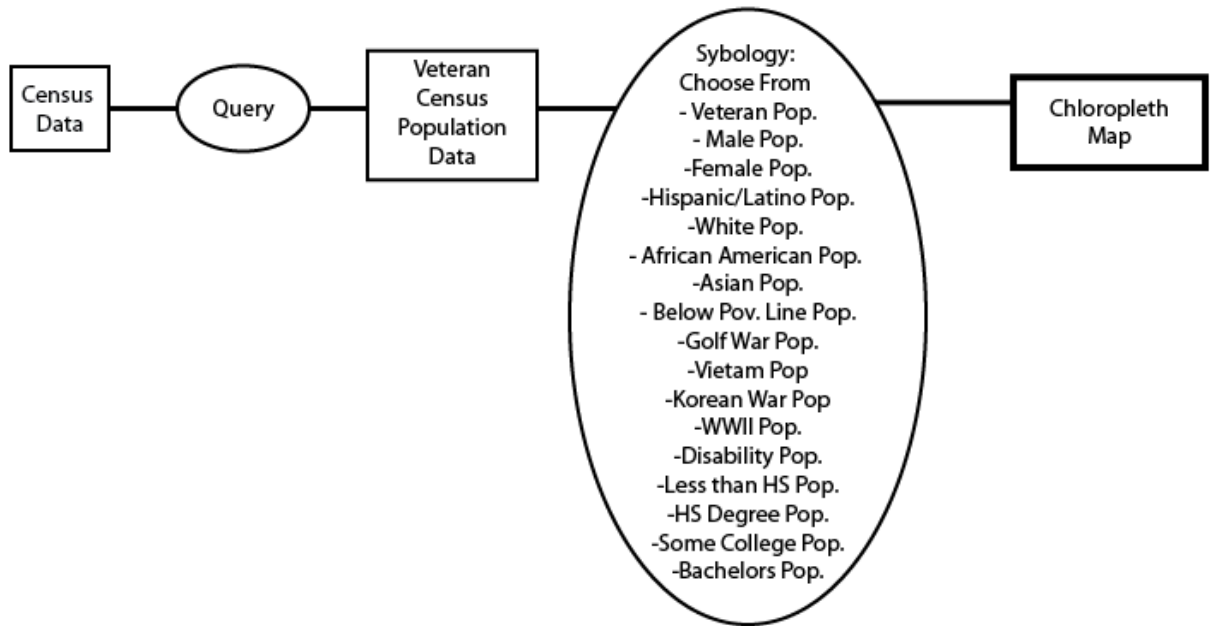 Census
Data
Query
Veteran
Census
Population
Data
Sybology:
Choose From
- Veteran Pop.
- Male Pop.
-Female Pop.
-Hispanic/Latino Pop.
-White Pop.
- African American Pop.
-Asian Pop.
- Below Pov. Line Pop.
-Golf War Pop.
-Vietam Pop
-Korean War Pop
-WWII Pop.
-Disability Pop.
-Less than HS Pop.
-HS Degree Pop.
-Some College Pop.
-Bachelors Pop.
Chloropleth
Map